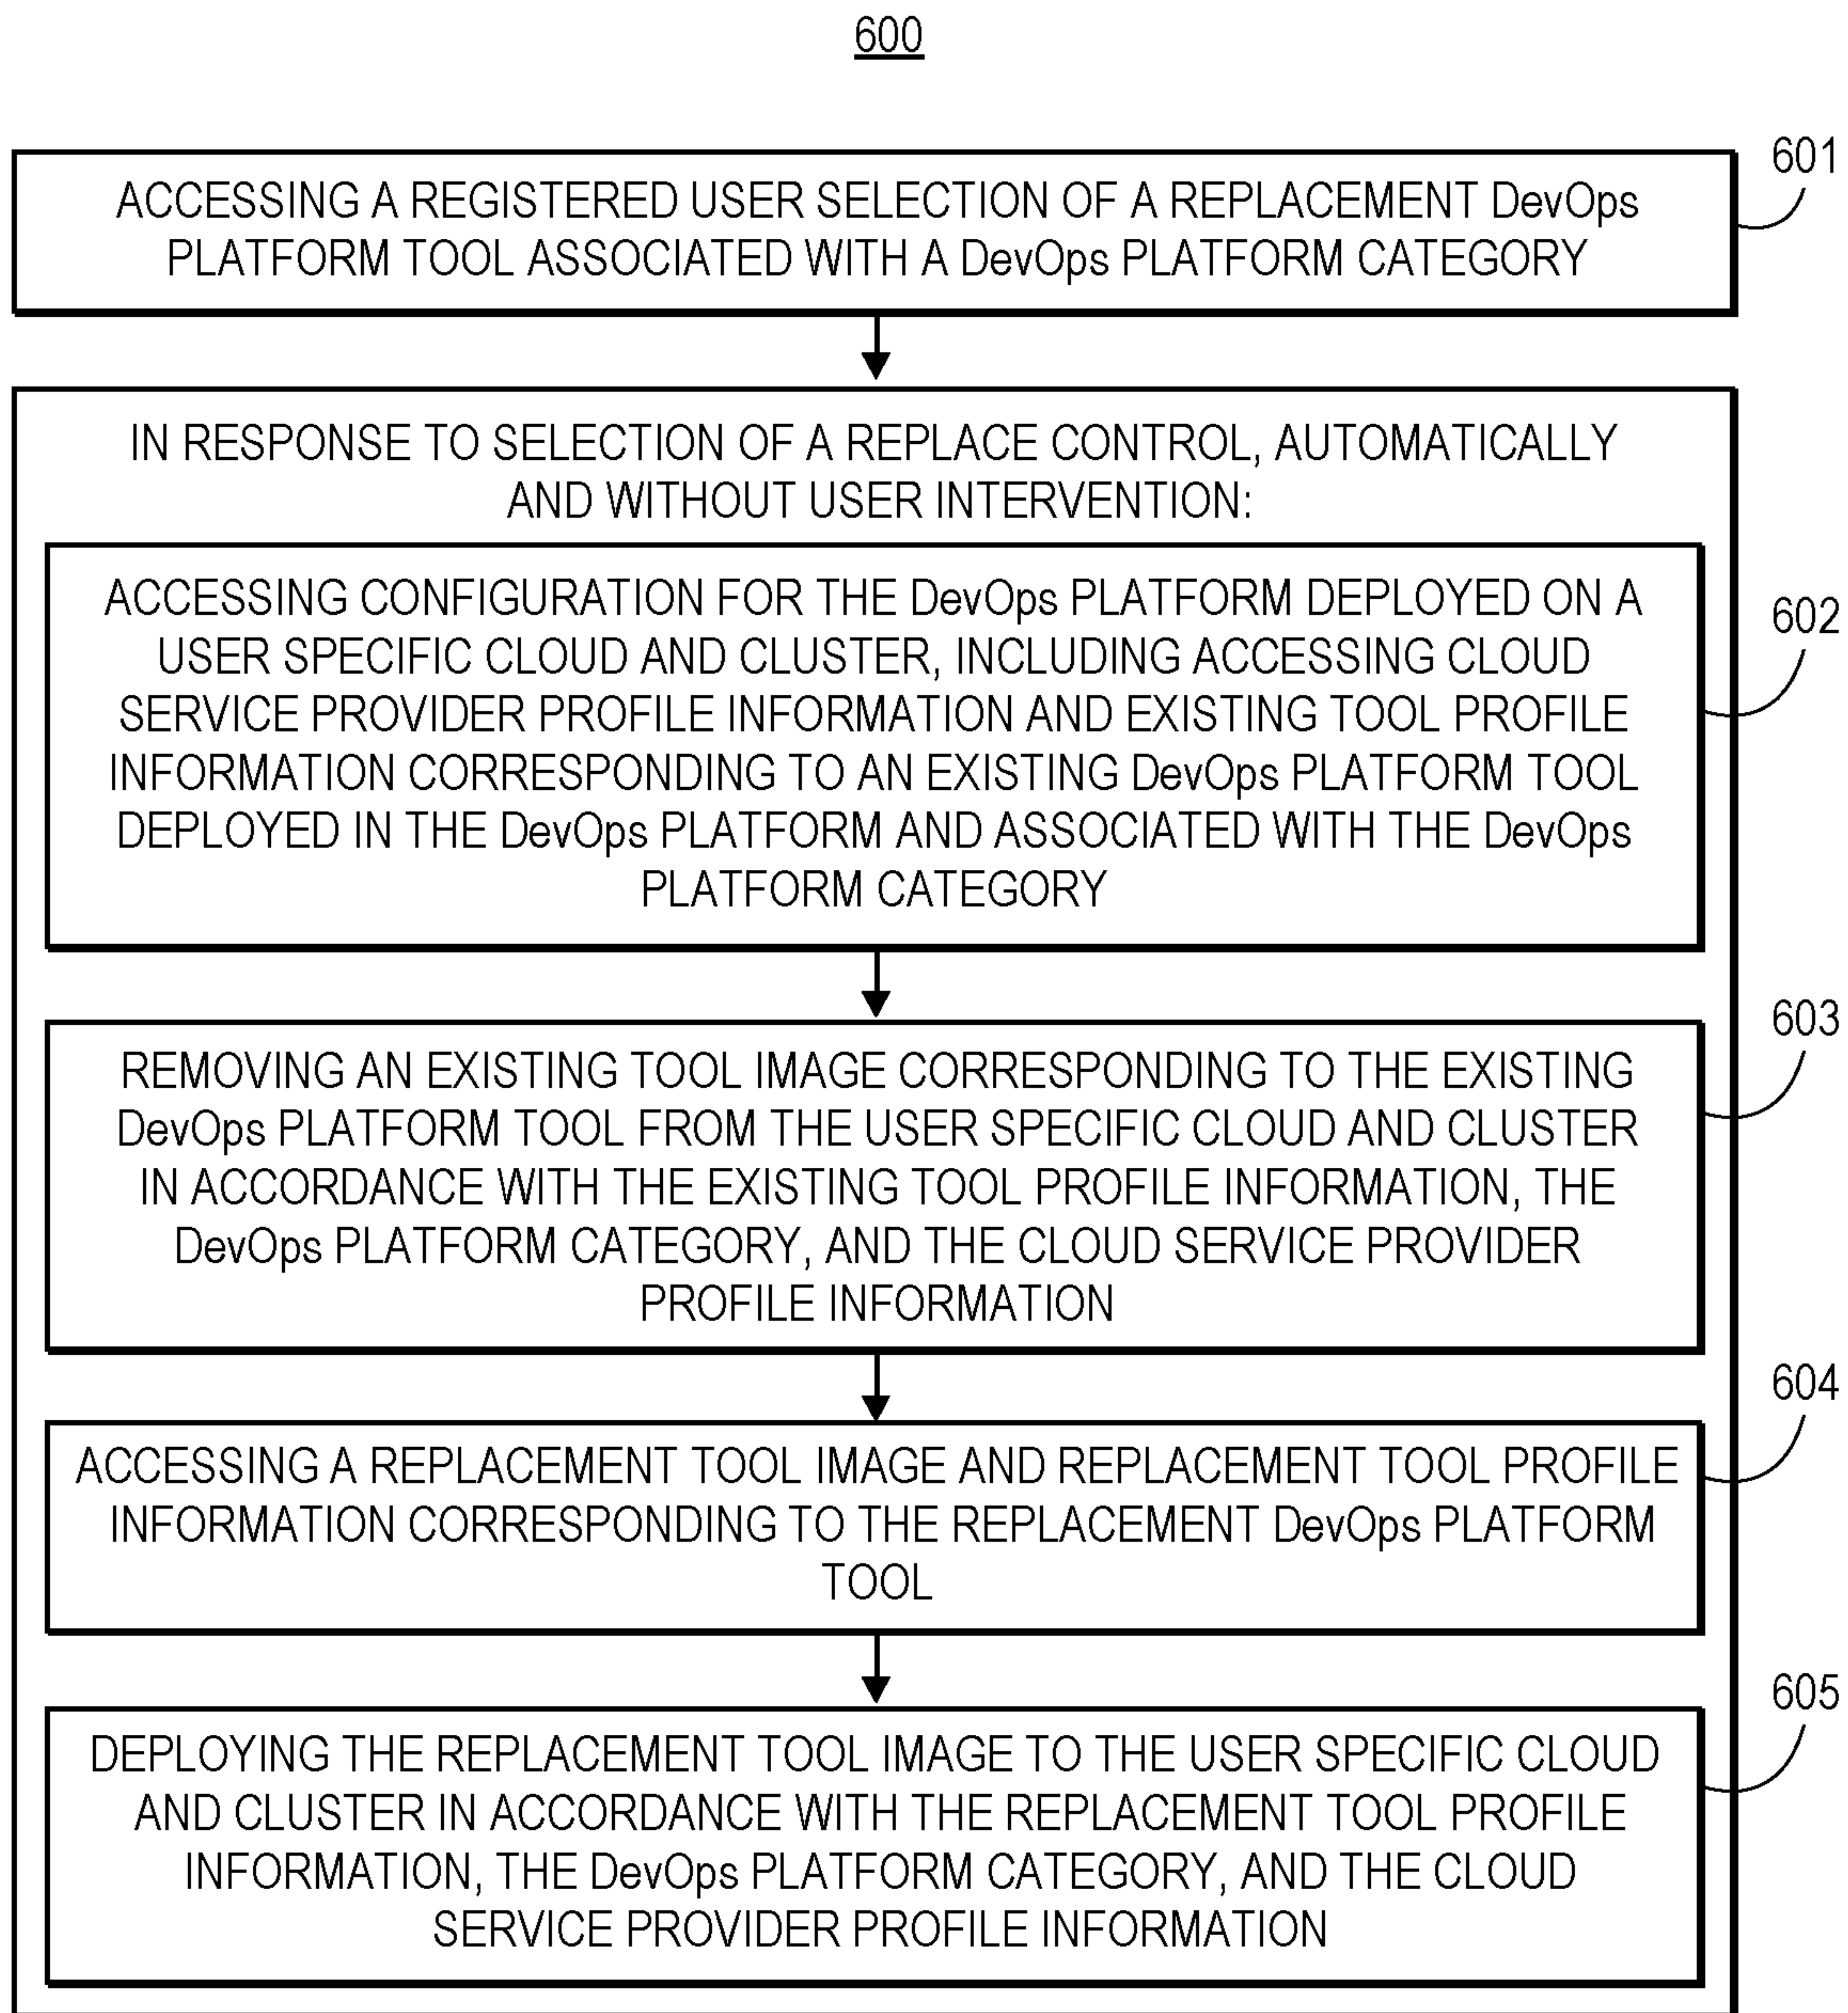 600
601
ACCESSING A REGISTERED USER SELECTION OF A REPLACEMENT DevOps
PLATFORM TOOL ASSOCIATED WITH A DevOps PLATFORM CATEGORY
IN RESPONSE TO SELECTION OF A REPLACE CONTROL, AUTOMATICALLY
AND WITHOUT USER INTERVENTION:
602
ACCESSING CONFIGURATION FOR THE DevOps PLATFORM DEPLOYED ON A
USER SPECIFIC CLOUD AND CLUSTER, INCLUDING ACCESSING CLOUD
SERVICE PROVIDER PROFILE INFORMATION AND EXISTING TOOL PROFILE
INFORMATION CORRESPONDING TO AN EXISTING DevOps PLATFORM TOOL
DEPLOYED IN THE DevOps PLATFORM AND ASSOCIATED WITH THE DevOps
PLATFORM CATEGORY
603
REMOVING AN EXISTING TOOL IMAGE CORRESPONDING TO THE EXISTING
DevOps PLATFORM TOOL FROM THE USER SPECIFIC CLOUD AND CLUSTER
IN ACCORDANCE WITH THE EXISTING TOOL PROFILE INFORMATION, THE
DevOps PLATFORM CATEGORY, AND THE CLOUD SERVICE PROVIDER
PROFILE INFORMATION
604
ACCESSING A REPLACEMENT TOOL IMAGE AND REPLACEMENT TOOL PROFILE
INFORMATION CORRESPONDING TO THE REPLACEMENT DevOps PLATFORM
TOOL
605
DEPLOYING THE REPLACEMENT TOOL IMAGE TO THE USER SPECIFIC CLOUD
AND CLUSTER IN ACCORDANCE WITH THE REPLACEMENT TOOL PROFILE
INFORMATION, THE DevOps PLATFORM CATEGORY, AND THE CLOUD
SERVICE PROVIDER PROFILE INFORMATION